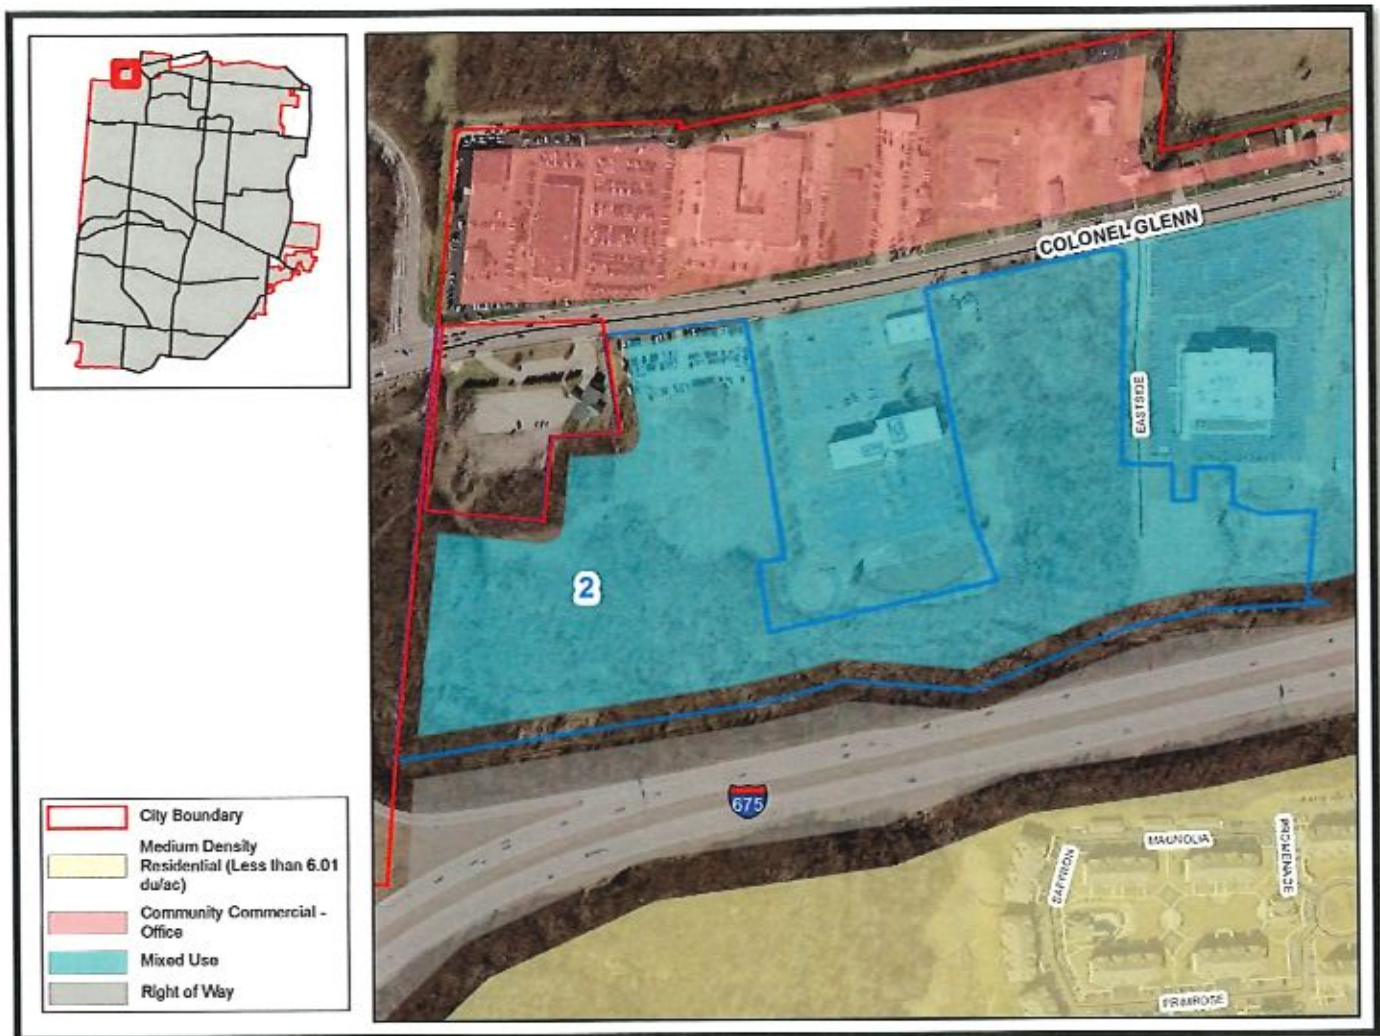 COLONEL GLENN
EASTSIDE
2
675
MAGNOLIA
SAFFRON
PROMENADE
PRIMROSE
City Boundary
Medium Density
Residential (Less than 6.01
du/ac)
Community Commercial -
Office
Mixed Use
Right of Way